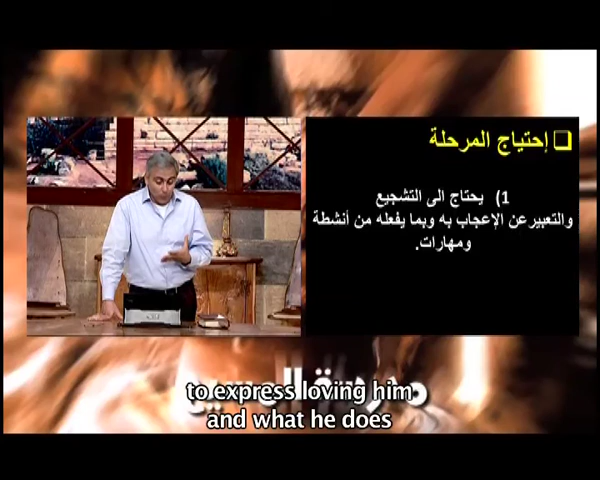 إحتياج المرحلة
1) يحتاج الى التشجيع
والتعبيرعن الإعجاب به وبما يفعله من أنشطة
ومهارات.
to express loving him
and what he does